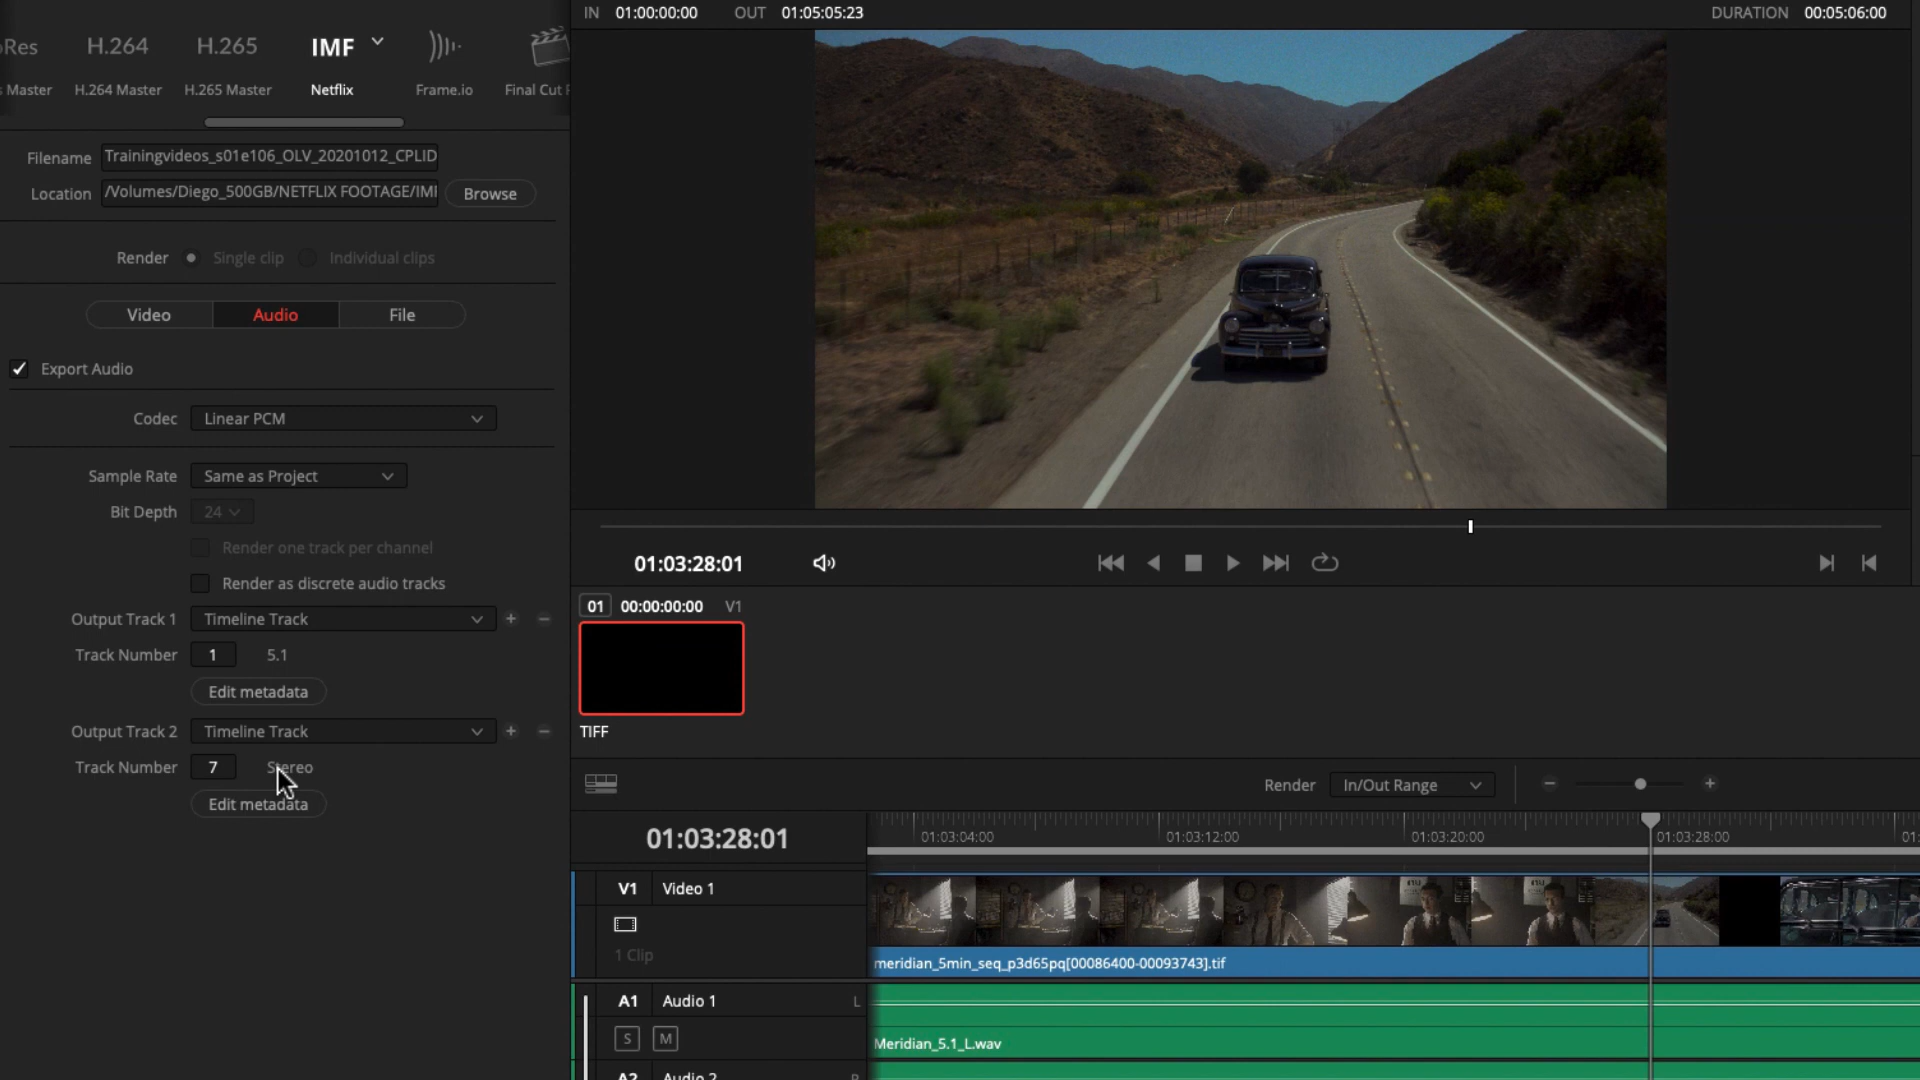 IN 01:00:00:00 OUT 01:05:05:23 DURATION 00:05:06:00
Res H.264 H.265 IMF
Master H.264 Master H.265 Master Netflix Frame.io Final Cut
Filename Trainingvideos_s01e106_OLV_20201012_CPLID
Location /Volumes/Diego_500GB/NETFLIX FOOTAGE/IMF Browse
Render Single clip Individual clips
Video Audio File
Export Audio
Codec Linear PCM
Sample Rate Same as Project
Bit Depth 24
Render one track per channel
Render as discrete audio tracks
Output Track 1 Timeline Track
Track Number 1 5.1
Edit metadata
Output Track 2 Timeline Track
Track Number 7 Stereo
Edit metadata
01:03:28:01
01 00:00:00:00 V1
TIFF
Render In/Out Range
01:03:28:01 01:03:04:00 01:03:12:00 01:03:20:00 01:03:28:00 01:
V1 Video 1
1 Clip
meridian_5min_seq_p3d65pq[00086400-00093743].tif
A1 Audio 1 L
S M
Meridian_5.1_L.wav
A2 Audio 2 R